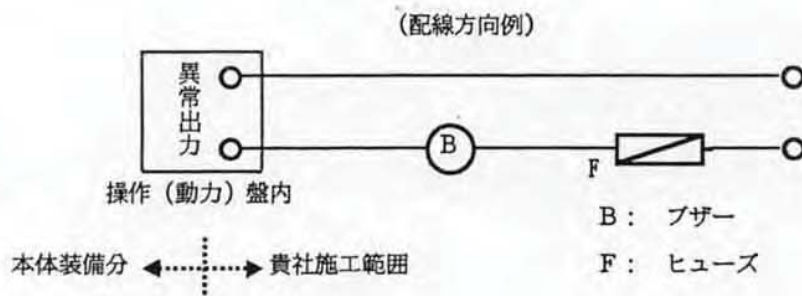 (配線方向例)
異常出力
B
F
操作（動力）盤内
B： ブザー
本体装備分 貴社施工範囲
F： ヒューズ